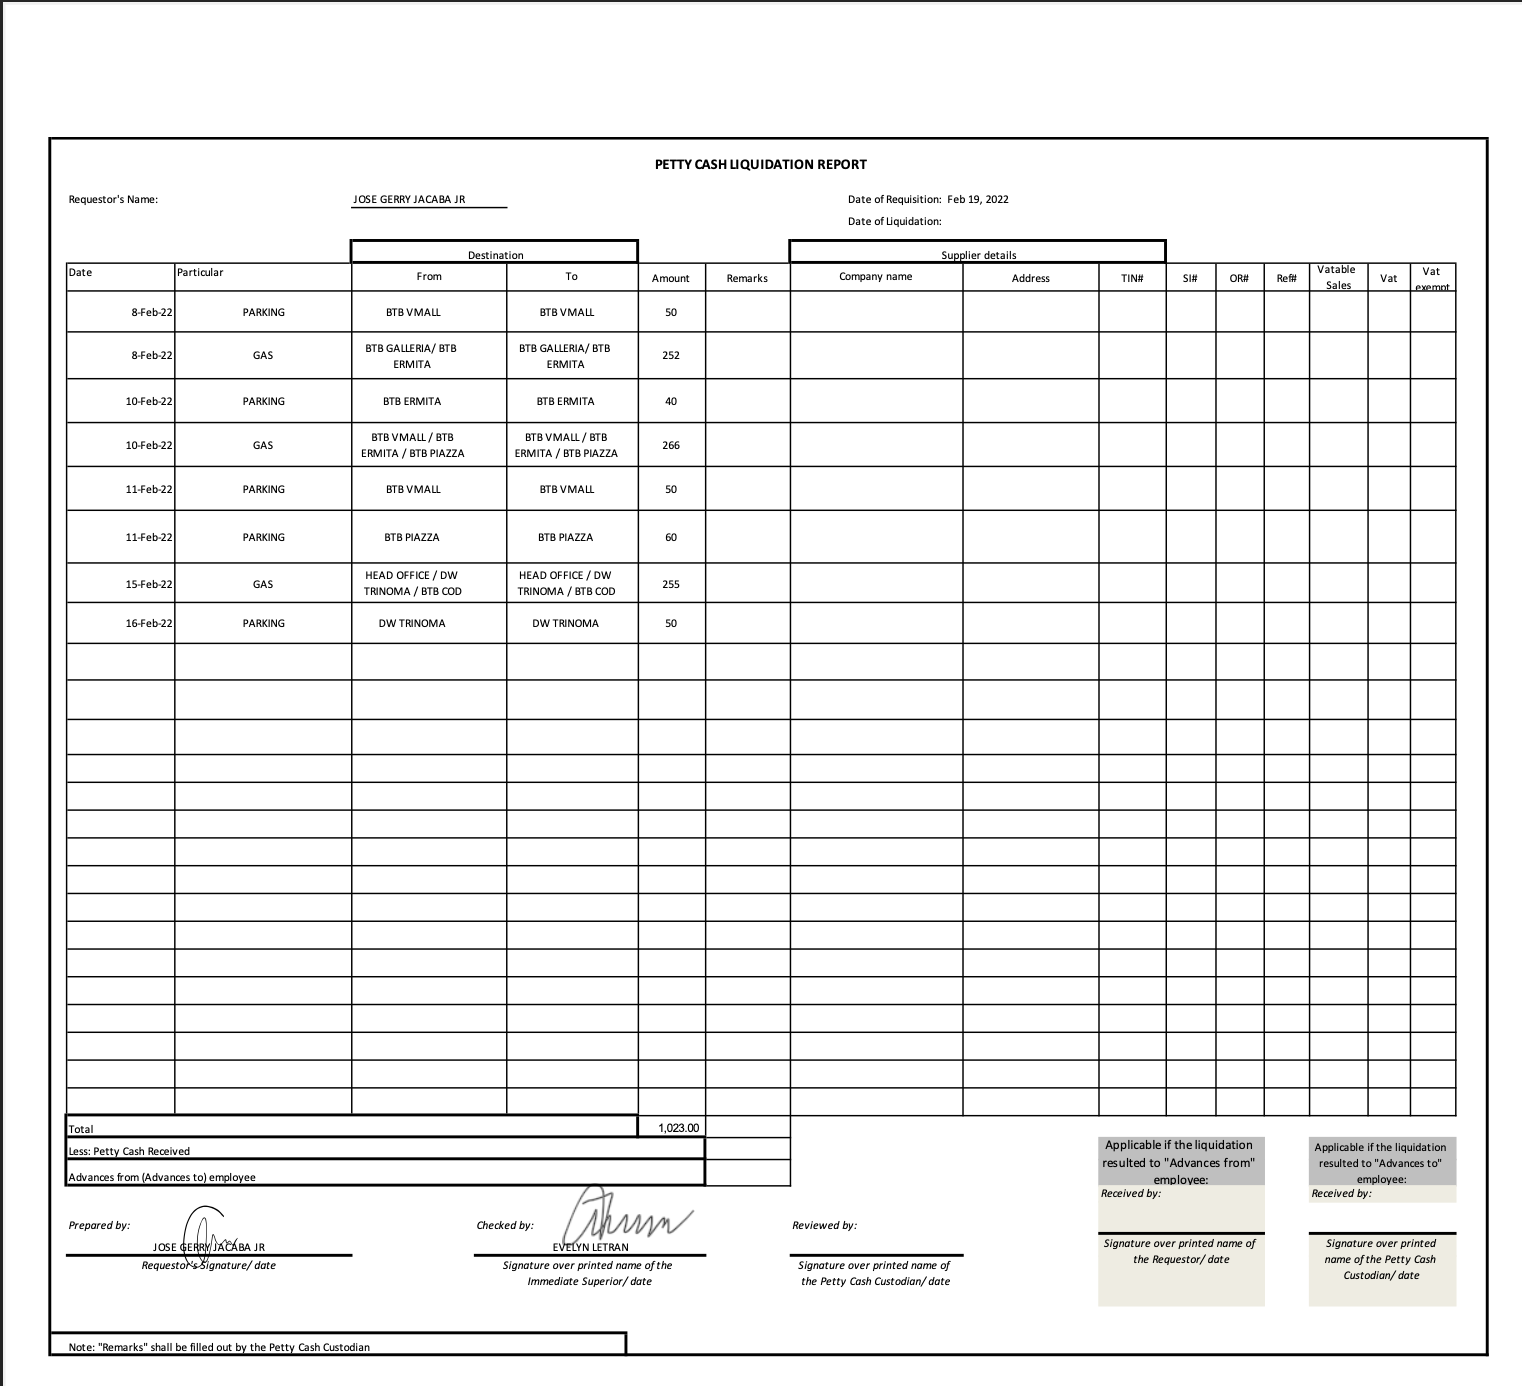 PETTY CASH LIQUIDATION REPORT
Requestor's Name: JOSE GERRY JACABA JR Date of Requisition: Feb 19, 2022
Date of Liquidation:
Destination Supplier details
Date Particular From To Amount Remarks Company name Address TIN# SI# OR# Ref# Vatable Sales Vat Vat exempt
8-Feb-22 PARKING BTB VMALL BTB VMALL 50
8-Feb-22 GAS BTB GALLERIA/ BTB ERMITA BTB GALLERIA/ BTB ERMITA 252
10-Feb-22 PARKING BTB ERMITA BTB ERMITA 40
10-Feb-22 GAS BTB VMALL / BTB ERMITA / BTB PIAZZA BTB VMALL / BTB ERMITA / BTB PIAZZA 266
11-Feb-22 PARKING BTB VMALL BTB VMALL 50
11-Feb-22 PARKING BTB PIAZZA BTB PIAZZA 60
15-Feb-22 GAS HEAD OFFICE / DW TRINOMA / BTB COD HEAD OFFICE / DW TRINOMA / BTB COD 255
16-Feb-22 PARKING DW TRINOMA DW TRINOMA 50
Total 1,023.00
Less: Petty Cash Received
Advances from (Advances to) employee
Prepared by:
JOSE GERRY JACABA JR
Requestor's Signature/ date
Checked by:
EVELYN LETRAN
Signature over printed name of the
Immediate Superior/ date
Reviewed by:
Signature over printed name of
the Petty Cash Custodian/ date
Applicable if the liquidation
resulted to "Advances from"
employee:
Received by:
Signature over printed name of
the Requestor/ date
Applicable if the liquidation
resulted to "Advances to"
employee:
Received by:
Signature over printed
name of the Petty Cash
Custodian/ date
Note: "Remarks" shall be filled out by the Petty Cash Custodian